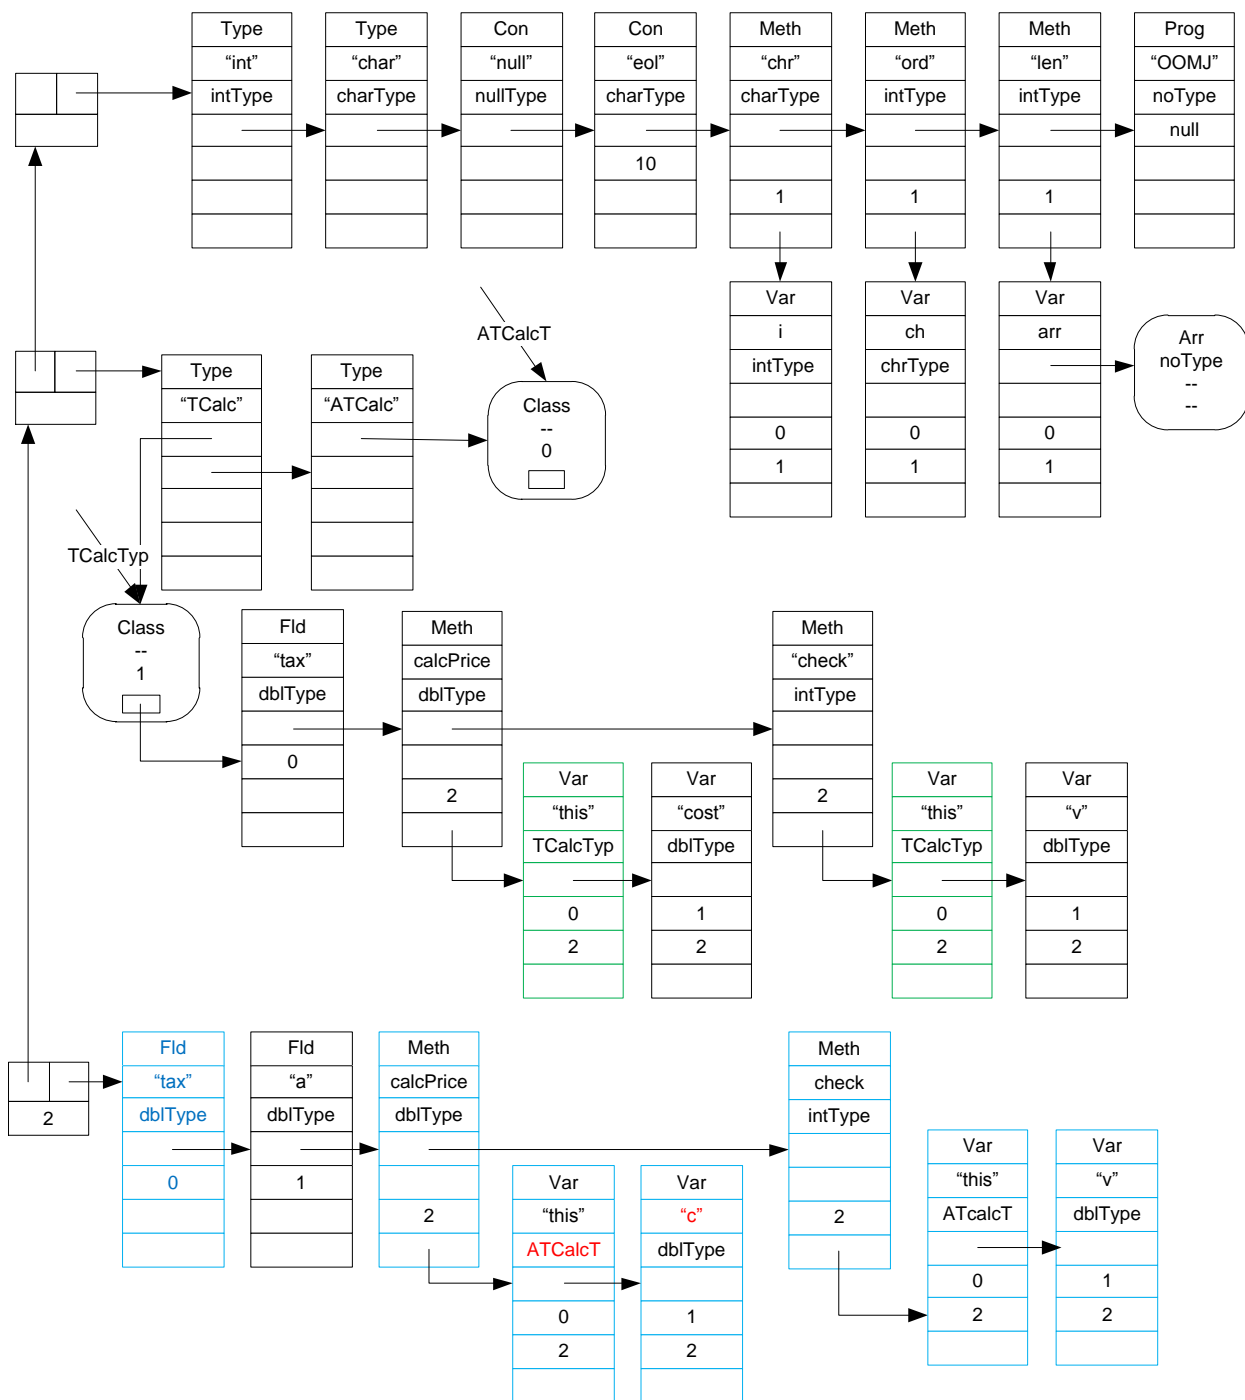 Type
“int”
intType
Type
“char”
charType
Con
“null”
nullType
Con
“eol”
charType
10
Meth
“chr”
charType
1
Meth
“ord”
intType
1
Meth
“len”
intType
1
Prog
“OOMJ”
noType
null
Var
i
intType
0
1
Var
ch
chrType
0
1
Var
arr
0
1
Arr
noType
--
--
ATCalcT
Type
“TCalc”
Type
“ATCalc”
Class
--
0
TCalcTyp
Class
--
1
Fld
“tax”
dblType
0
Meth
calcPrice
dblType
2
Meth
“check”
intType
2
Var
“this”
TCalcTyp
0
2
Var
“cost”
dblType
1
2
Var
“this”
TCalcTyp
0
2
Var
“v”
dblType
1
2
2
Fld
“tax”
dblType
0
Fld
“a”
dblType
1
Meth
calcPrice
dblType
2
Meth
check
intType
2
Var
“this”
ATCalcT
0
2
Var
“c”
dblType
1
2
Var
“this”
ATcalcT
0
2
Var
“v”
dblType
1
2